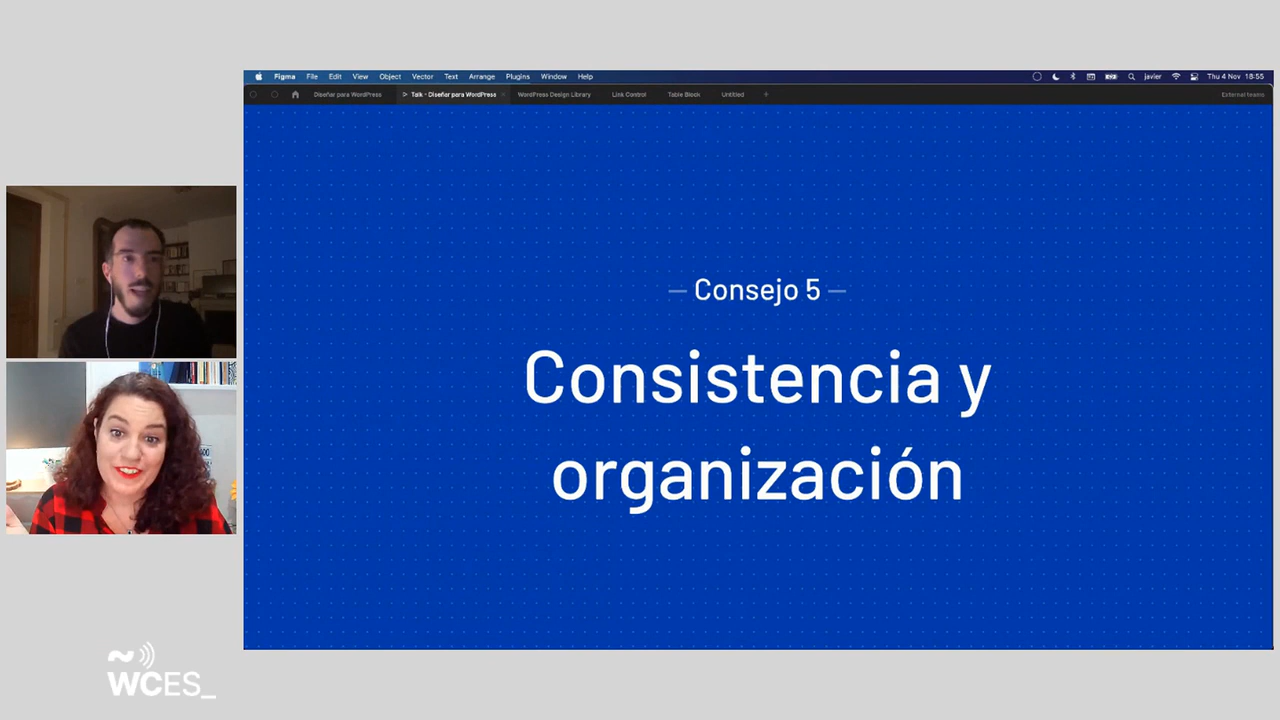 Figma File Edit View Object Vector Text Arrange Plugins Window Help javier Thu 4 Nov 18:55
Diseñar para WordPress Talk - Diseñar para WordPress WordPress Design Library Link Control Table Block Untitled + External teams
— Consejo 5 —
Consistencia y
organización
~
WCES_